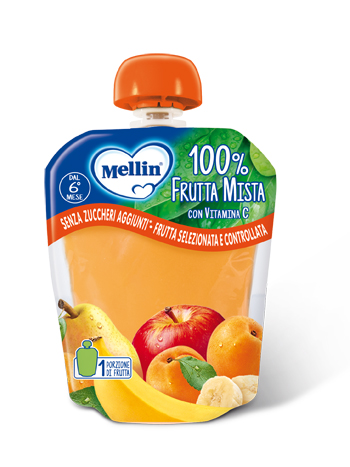 Mellin
DAL
6°
MESE
100%
FRUTTA MISTA
CON VITAMINA C
SENZA ZUCCHERI AGGIUNTI* - FRUTTA SELEZIONATA E CONTROLLATA
1 PORZIONE
DI FRUTTA